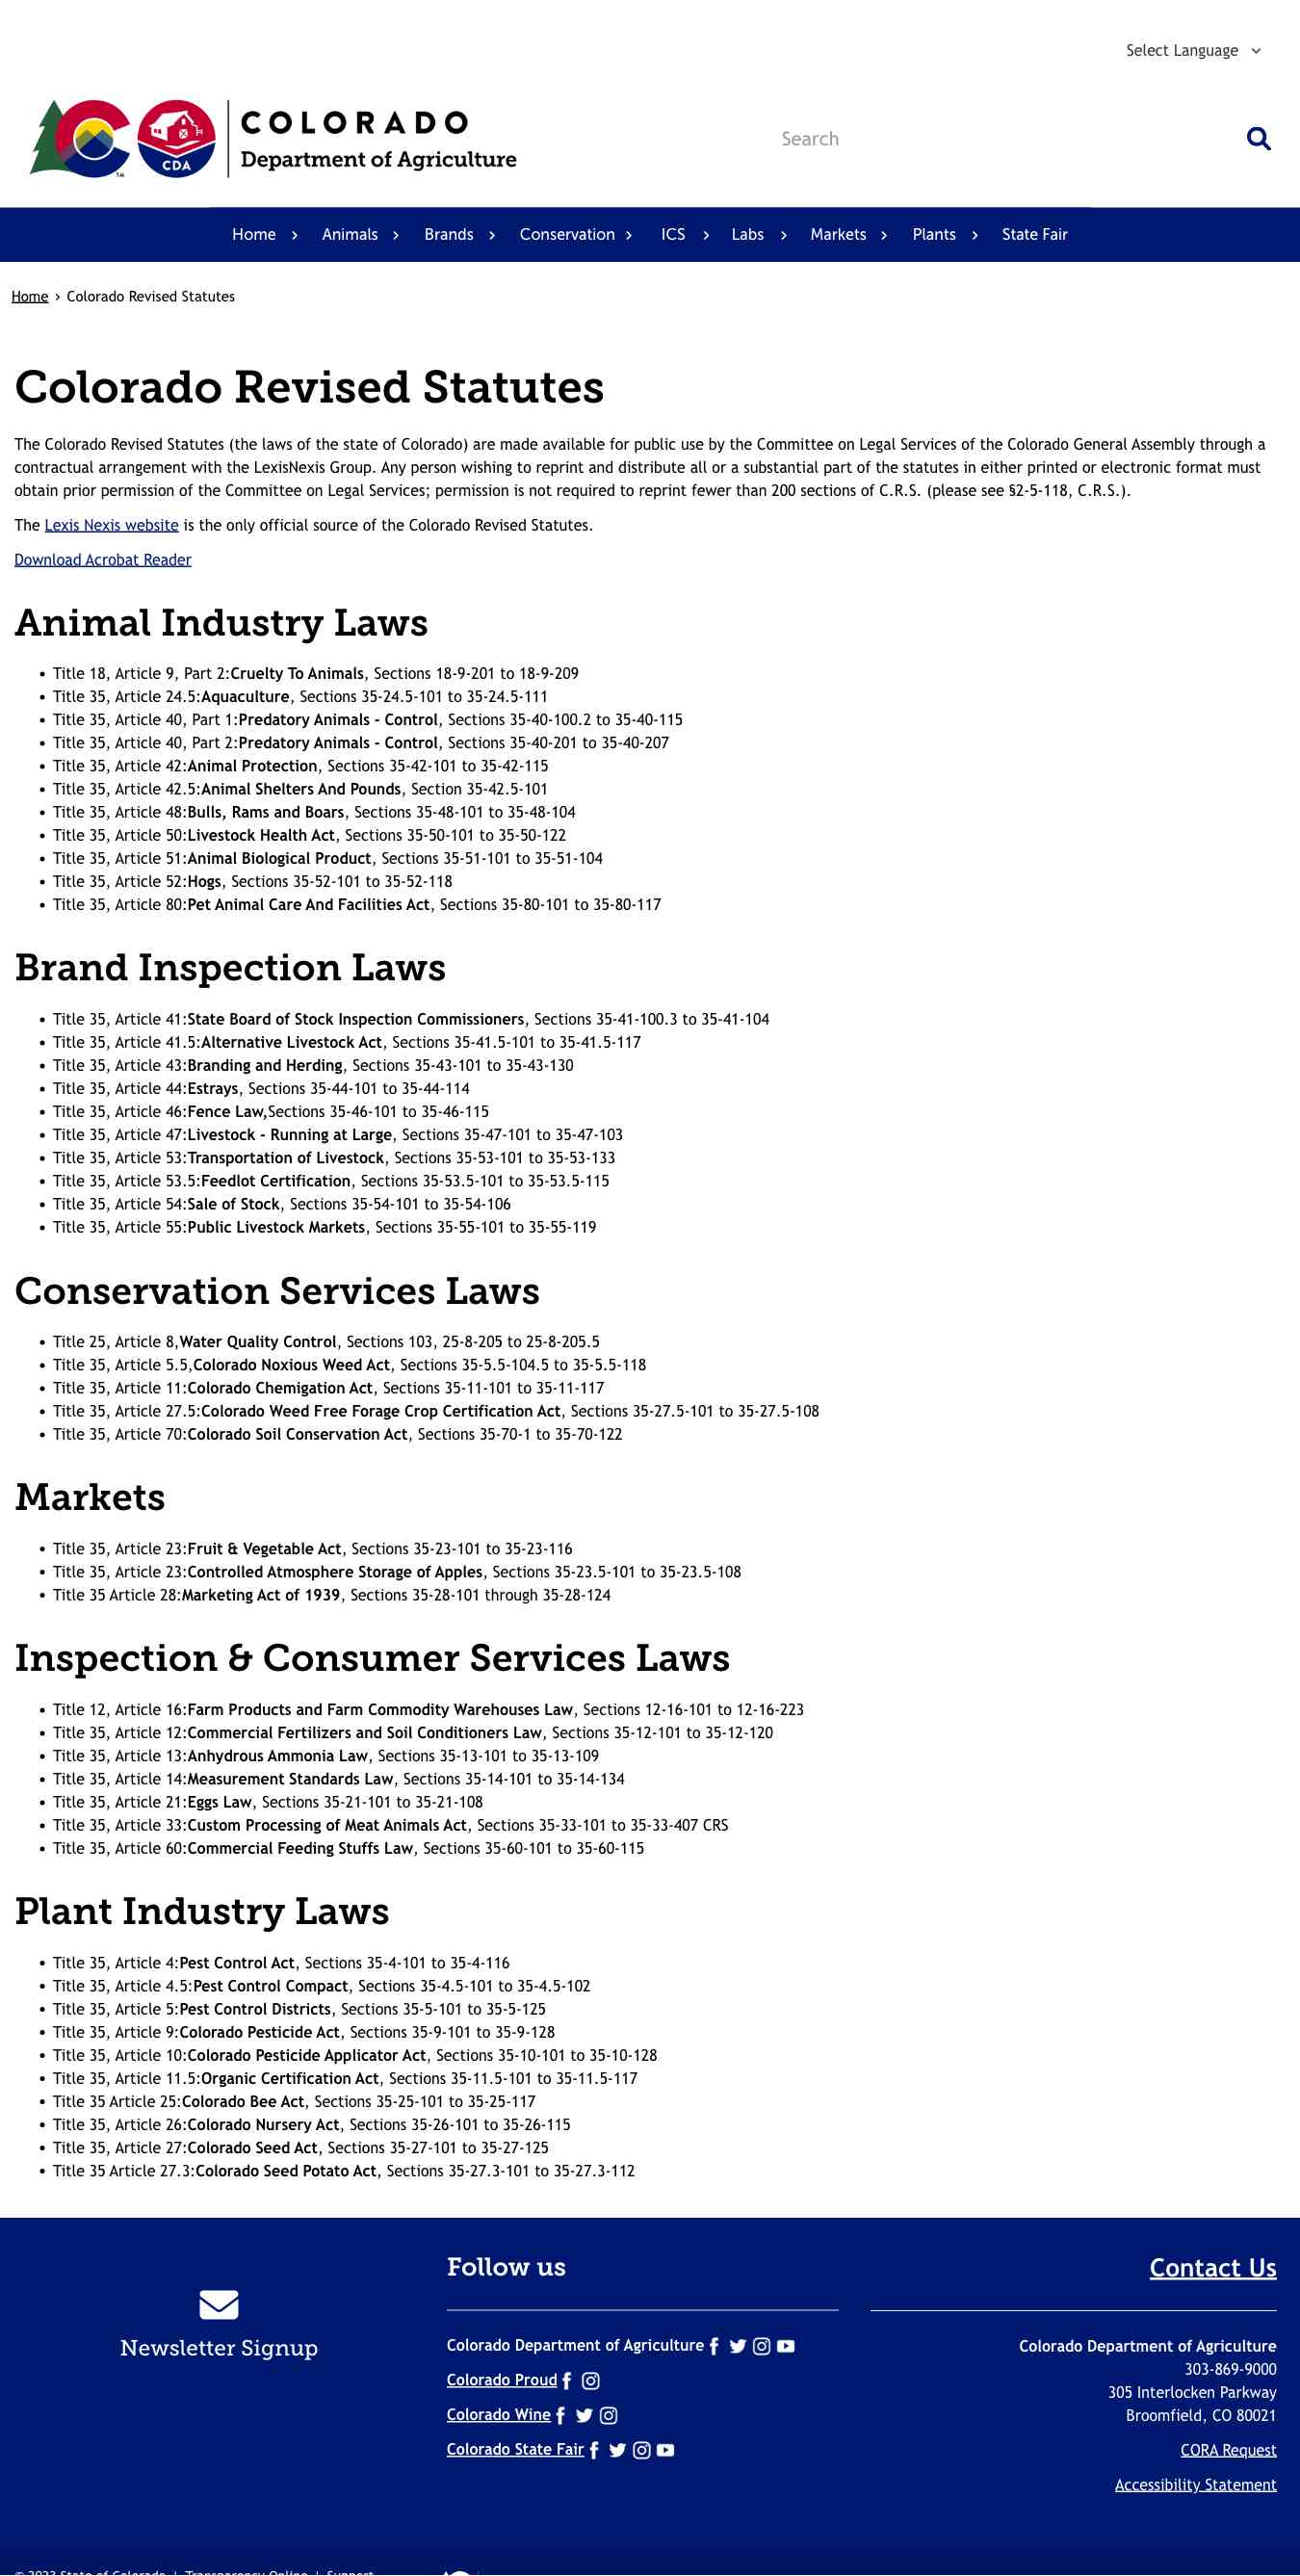 Select Language
COLORADO
Department of Agriculture
CDA
TM
Search
Home Animals Brands Conservation ICS Labs Markets Plants State Fair
Home › Colorado Revised Statutes
Colorado Revised Statutes
The Colorado Revised Statutes (the laws of the state of Colorado) are made available for public use by the Committee on Legal Services of the Colorado General Assembly through a
contractual arrangement with the LexisNexis Group. Any person wishing to reprint and distribute all or a substantial part of the statutes in either printed or electronic format must
obtain prior permission of the Committee on Legal Services; permission is not required to reprint fewer than 200 sections of C.R.S. (please see §2-5-118, C.R.S.).
The Lexis Nexis website is the only official source of the Colorado Revised Statutes.
Download Acrobat Reader
Animal Industry Laws
• Title 18, Article 9, Part 2:Cruelty To Animals, Sections 18-9-201 to 18-9-209
• Title 35, Article 24.5:Aquaculture, Sections 35-24.5-101 to 35-24.5-111
• Title 35, Article 40, Part 1:Predatory Animals - Control, Sections 35-40-100.2 to 35-40-115
• Title 35, Article 40, Part 2:Predatory Animals - Control, Sections 35-40-201 to 35-40-207
• Title 35, Article 42:Animal Protection, Sections 35-42-101 to 35-42-115
• Title 35, Article 42.5:Animal Shelters And Pounds, Section 35-42.5-101
• Title 35, Article 48:Bulls, Rams and Boars, Sections 35-48-101 to 35-48-104
• Title 35, Article 50:Livestock Health Act, Sections 35-50-101 to 35-50-122
• Title 35, Article 51:Animal Biological Product, Sections 35-51-101 to 35-51-104
• Title 35, Article 52:Hogs, Sections 35-52-101 to 35-52-118
• Title 35, Article 80:Pet Animal Care And Facilities Act, Sections 35-80-101 to 35-80-117
Brand Inspection Laws
• Title 35, Article 41:State Board of Stock Inspection Commissioners, Sections 35-41-100.3 to 35-41-104
• Title 35, Article 41.5:Alternative Livestock Act, Sections 35-41.5-101 to 35-41.5-117
• Title 35, Article 43:Branding and Herding, Sections 35-43-101 to 35-43-130
• Title 35, Article 44:Estrays, Sections 35-44-101 to 35-44-114
• Title 35, Article 46:Fence Law,Sections 35-46-101 to 35-46-115
• Title 35, Article 47:Livestock - Running at Large, Sections 35-47-101 to 35-47-103
• Title 35, Article 53:Transportation of Livestock, Sections 35-53-101 to 35-53-133
• Title 35, Article 53.5:Feedlot Certification, Sections 35-53.5-101 to 35-53.5-115
• Title 35, Article 54:Sale of Stock, Sections 35-54-101 to 35-54-106
• Title 35, Article 55:Public Livestock Markets, Sections 35-55-101 to 35-55-119
Conservation Services Laws
• Title 25, Article 8,Water Quality Control, Sections 103, 25-8-205 to 25-8-205.5
• Title 35, Article 5.5,Colorado Noxious Weed Act, Sections 35-5.5-104.5 to 35-5.5-118
• Title 35, Article 11:Colorado Chemigation Act, Sections 35-11-101 to 35-11-117
• Title 35, Article 27.5:Colorado Weed Free Forage Crop Certification Act, Sections 35-27.5-101 to 35-27.5-108
• Title 35, Article 70:Colorado Soil Conservation Act, Sections 35-70-1 to 35-70-122
Markets
• Title 35, Article 23:Fruit & Vegetable Act, Sections 35-23-101 to 35-23-116
• Title 35, Article 23:Controlled Atmosphere Storage of Apples, Sections 35-23.5-101 to 35-23.5-108
• Title 35 Article 28:Marketing Act of 1939, Sections 35-28-101 through 35-28-124
Inspection & Consumer Services Laws
• Title 12, Article 16:Farm Products and Farm Commodity Warehouses Law, Sections 12-16-101 to 12-16-223
• Title 35, Article 12:Commercial Fertilizers and Soil Conditioners Law, Sections 35-12-101 to 35-12-120
• Title 35, Article 13:Anhydrous Ammonia Law, Sections 35-13-101 to 35-13-109
• Title 35, Article 14:Measurement Standards Law, Sections 35-14-101 to 35-14-134
• Title 35, Article 21:Eggs Law, Sections 35-21-101 to 35-21-108
• Title 35, Article 33:Custom Processing of Meat Animals Act, Sections 35-33-101 to 35-33-407 CRS
• Title 35, Article 60:Commercial Feeding Stuffs Law, Sections 35-60-101 to 35-60-115
Plant Industry Laws
• Title 35, Article 4:Pest Control Act, Sections 35-4-101 to 35-4-116
• Title 35, Article 4.5:Pest Control Compact, Sections 35-4.5-101 to 35-4.5-102
• Title 35, Article 5:Pest Control Districts, Sections 35-5-101 to 35-5-125
• Title 35, Article 9:Colorado Pesticide Act, Sections 35-9-101 to 35-9-128
• Title 35, Article 10:Colorado Pesticide Applicator Act, Sections 35-10-101 to 35-10-128
• Title 35, Article 11.5:Organic Certification Act, Sections 35-11.5-101 to 35-11.5-117
• Title 35 Article 25:Colorado Bee Act, Sections 35-25-101 to 35-25-117
• Title 35, Article 26:Colorado Nursery Act, Sections 35-26-101 to 35-26-115
• Title 35, Article 27:Colorado Seed Act, Sections 35-27-101 to 35-27-125
• Title 35 Article 27.3:Colorado Seed Potato Act, Sections 35-27.3-101 to 35-27.3-112
Newsletter Signup
Follow us
Colorado Department of Agriculture
Colorado Proud
Colorado Wine
Colorado State Fair
Contact Us
Colorado Department of Agriculture
303-869-9000
305 Interlocken Parkway
Broomfield, CO 80021
CORA Request
Accessibility Statement
© 2023 State of Colorado | Transparency Online | Support